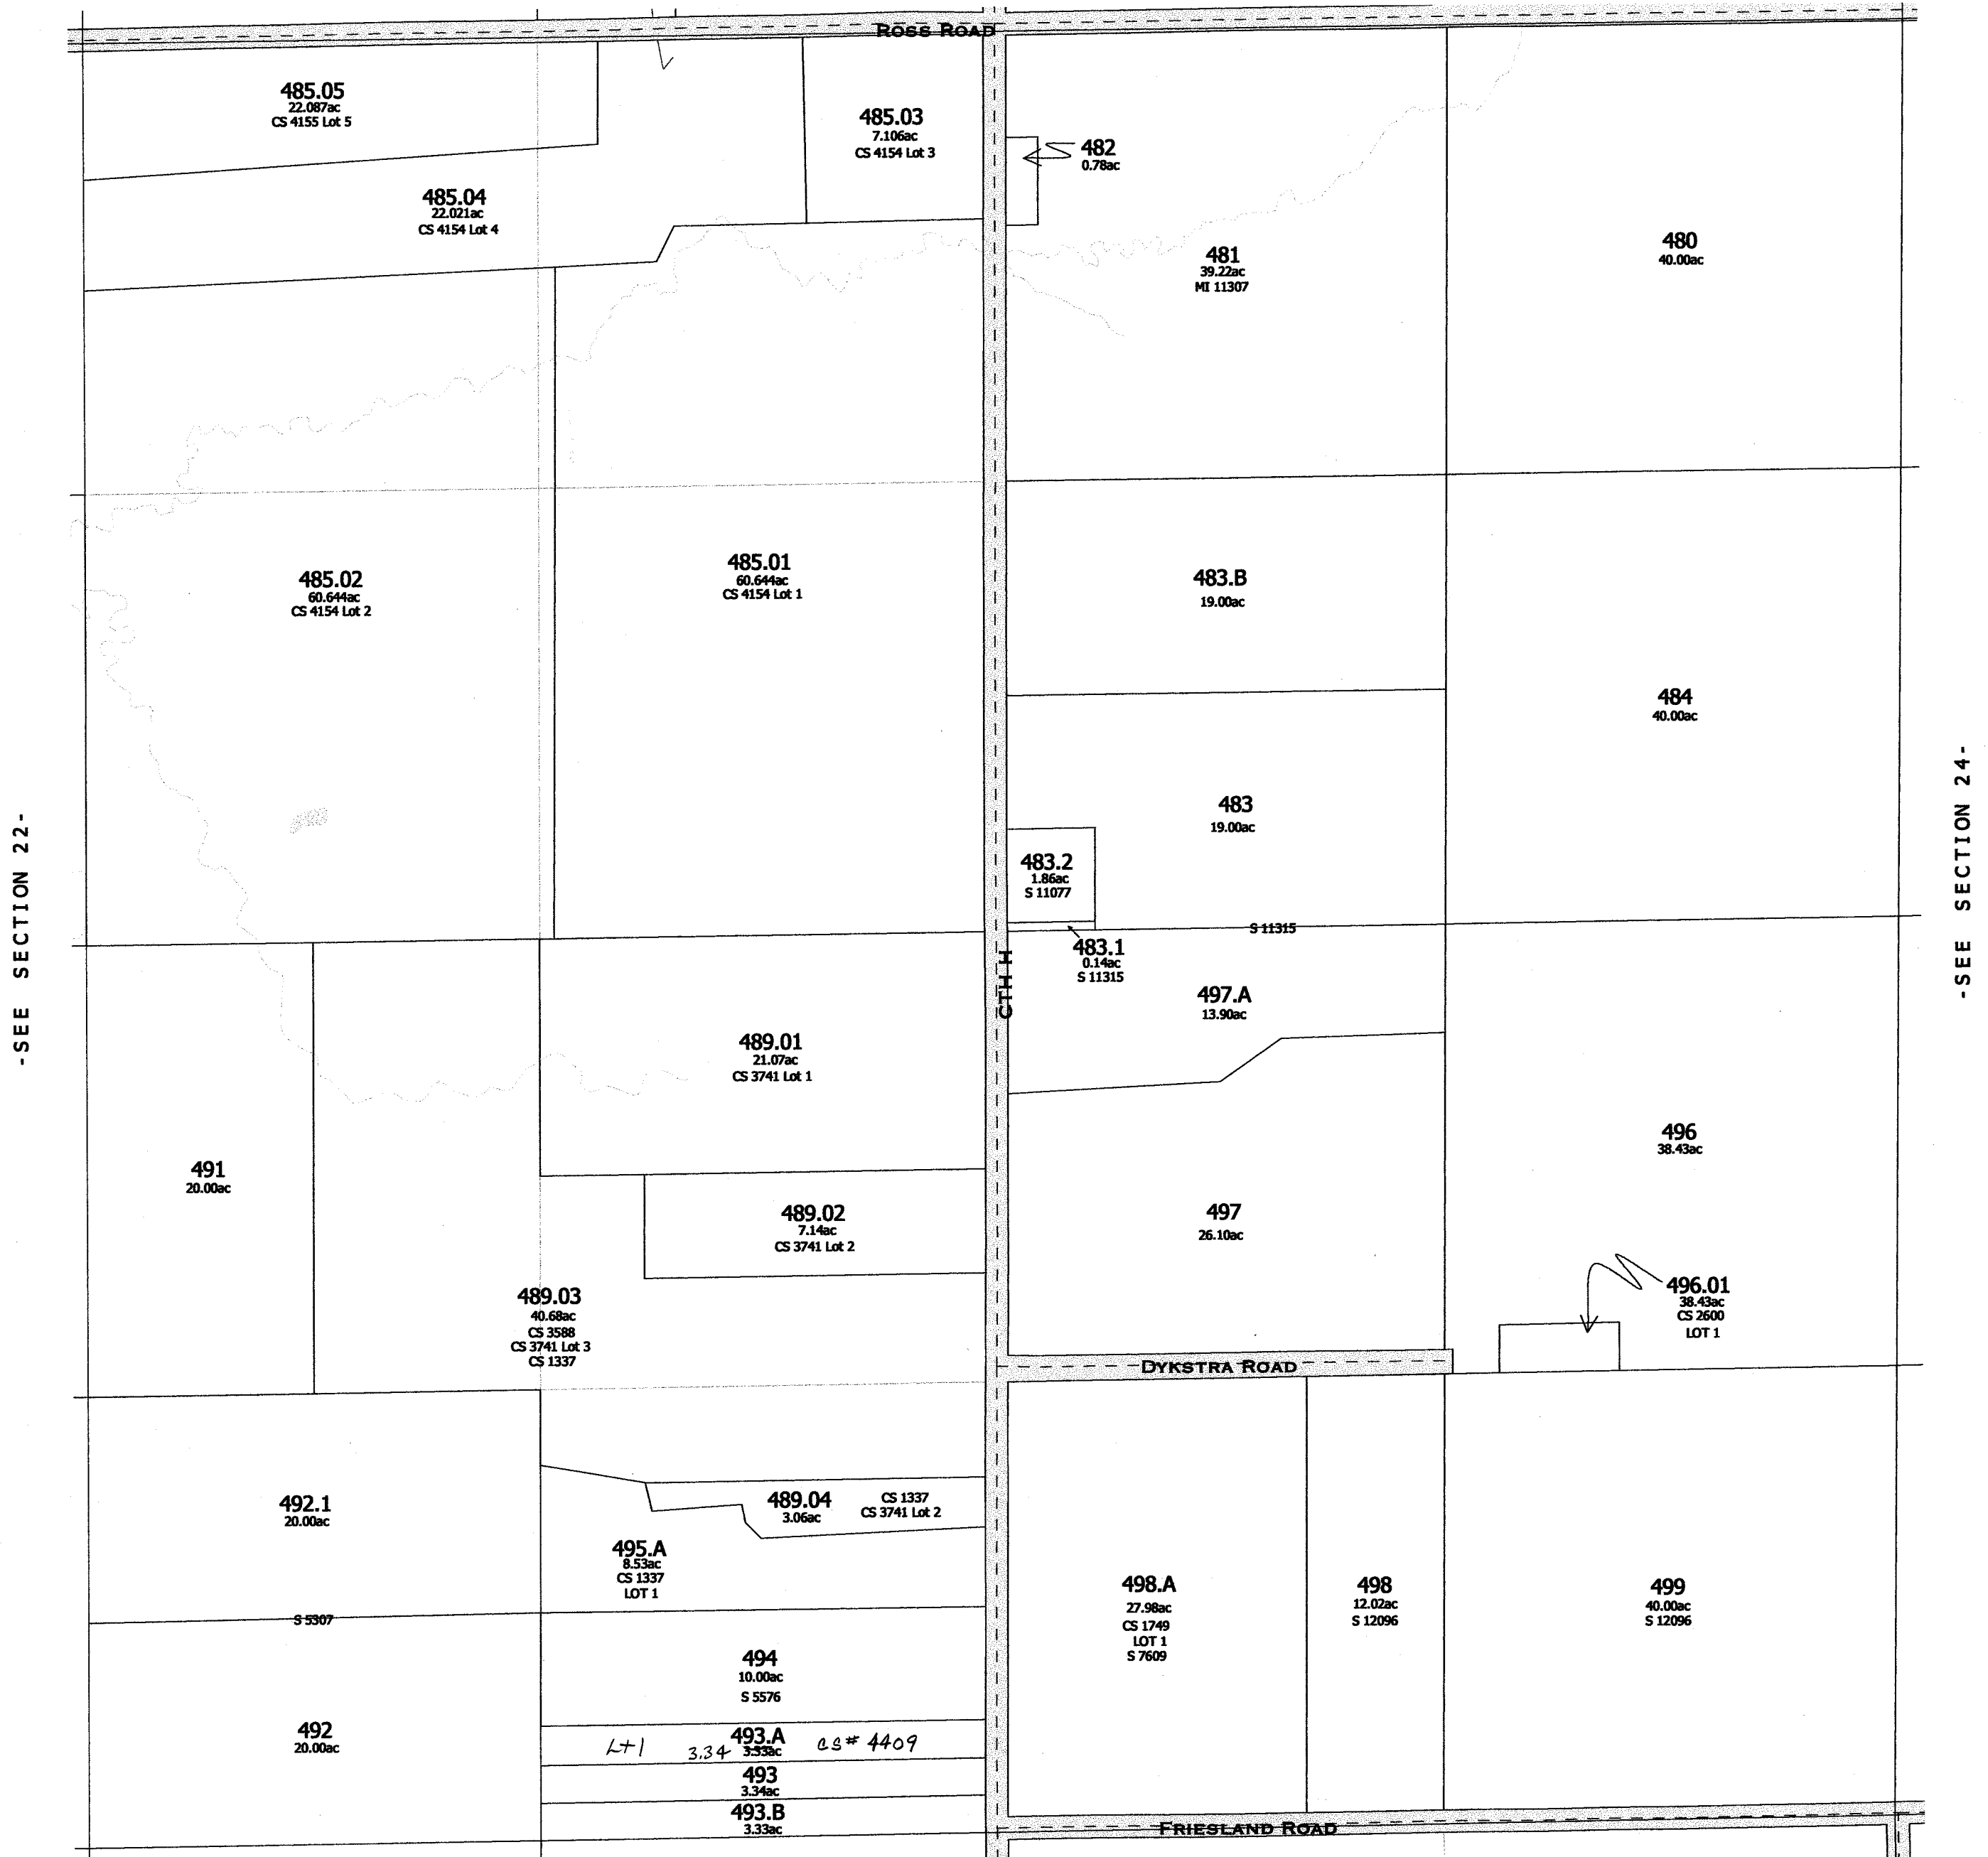 ROSS ROAD
485.05
22.087ac
CS 4155 Lot 5
485.03
7.106ac
CS 4154 Lot 3
482
0.78ac
485.04
22.021ac
CS 4154 Lot 4
481
39.22ac
MI 11307
480
40.00ac
485.02
60.644ac
CS 4154 Lot 2
485.01
60.644ac
CS 4154 Lot 1
483.B
19.00ac
484
40.00ac
483
19.00ac
483.2
1.86ac
S 11077
S 11315
483.1
0.14ac
S 11315
-SEE SECTION 22-
-SEE SECTION 24-
CTH H
497.A
13.90ac
489.01
21.07ac
CS 3741 Lot 1
491
20.00ac
489.02
7.14ac
CS 3741 Lot 2
497
26.10ac
496
38.43ac
496.01
38.43ac
CS 2600
LOT 1
489.03
40.68ac
CS 3588
CS 3741 Lot 3
CS 1337
DYKSTRA ROAD
492.1
20.00ac
489.04
3.06ac
CS 1337
CS 3741 Lot 2
495.A
8.53ac
CS 1337
LOT 1
498.A
27.98ac
CS 1749
LOT 1
S 7609
498
12.02ac
S 12096
499
40.00ac
S 12096
S 5307
494
10.00ac
S 5576
492
20.00ac
493.A
Lt 1 3.34 3.33ac CS# 4409
493
3.34ac
493.B
3.33ac
FRIESLAND ROAD